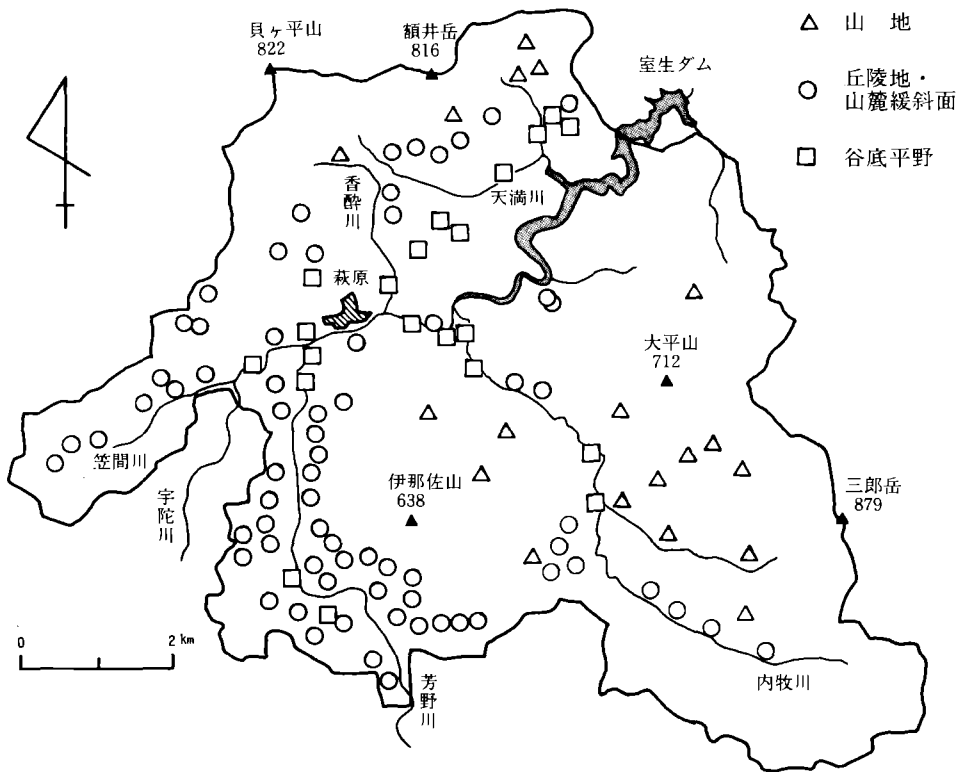 貝ヶ平山
822
額井岳
816
室生ダム
山 地
丘陵地・
山麓緩斜面
谷底平野
香酔川
天満川
萩原
大平山
712
笠間川
宇陀川
伊那佐山
638
三郎岳
879
0 2 km
芳野川
内牧川